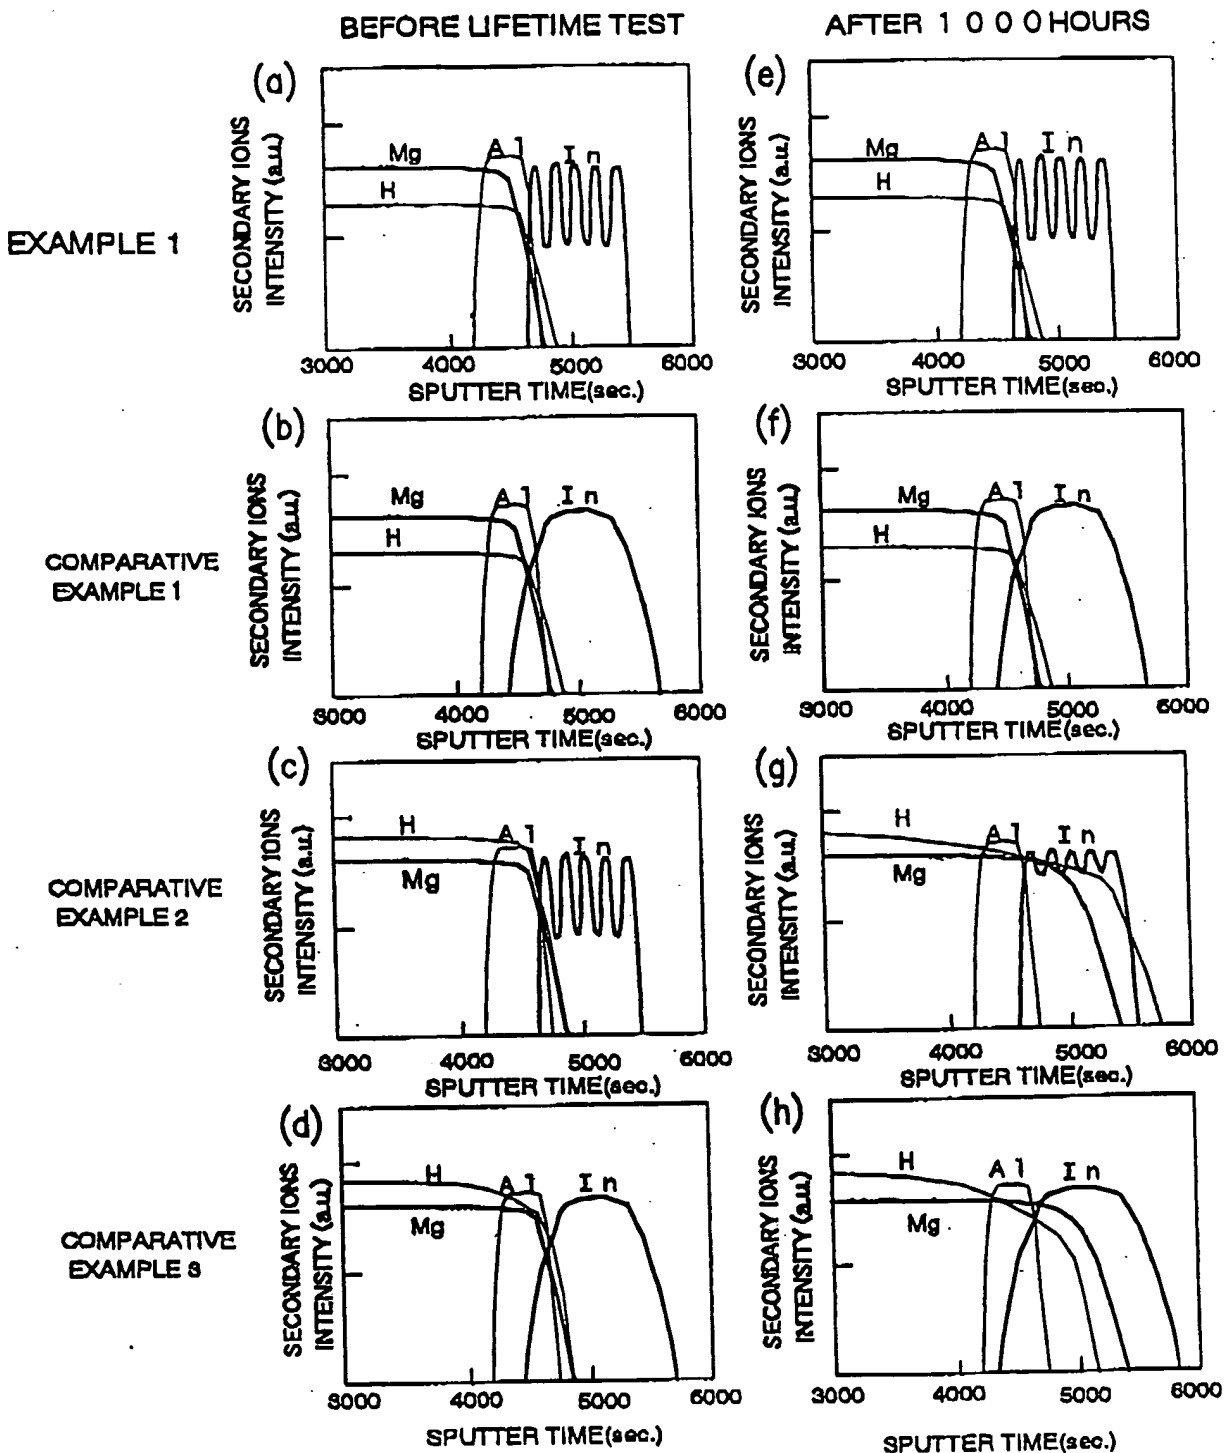 BEFORE LIFETIME TEST
AFTER 1000HOURS
EXAMPLE 1
(a)
SECONDARY IONS
INTENSITY (a.u.)
Mg
H
Al
In
3000 4000 5000 6000
SPUTTER TIME(sec.)
(e)
SECONDARY IONS
INTENSITY (a.u.)
Mg
H
Al
In
3000 4000 5000 6000
SPUTTER TIME(sec.)
COMPARATIVE
EXAMPLE 1
(b)
SECONDARY IONS
INTENSITY (a.u.)
Mg
H
Al
In
3000 4000 5000 6000
SPUTTER TIME(sec.)
(f)
SECONDARY IONS
INTENSITY (a.u.)
Mg
H
Al
In
3000 4000 5000 6000
SPUTTER TIME(sec.)
COMPARATIVE
EXAMPLE 2
(c)
SECONDARY IONS
INTENSITY (a.u.)
H
Mg
Al
In
3000 4000 5000 6000
SPUTTER TIME(sec.)
(g)
SECONDARY IONS
INTENSITY (a.u.)
H
Mg
Al
In
3000 4000 5000 6000
SPUTTER TIME(sec.)
COMPARATIVE
EXAMPLE 3
(d)
SECONDARY IONS
INTENSITY (a.u.)
H
Mg
Al
In
3000 4000 5000 6000
SPUTTER TIME(sec.)
(h)
SECONDARY IONS
INTENSITY (a.u.)
H
Mg
Al
In
3000 4000 5000 6000
SPUTTER TIME(sec.)